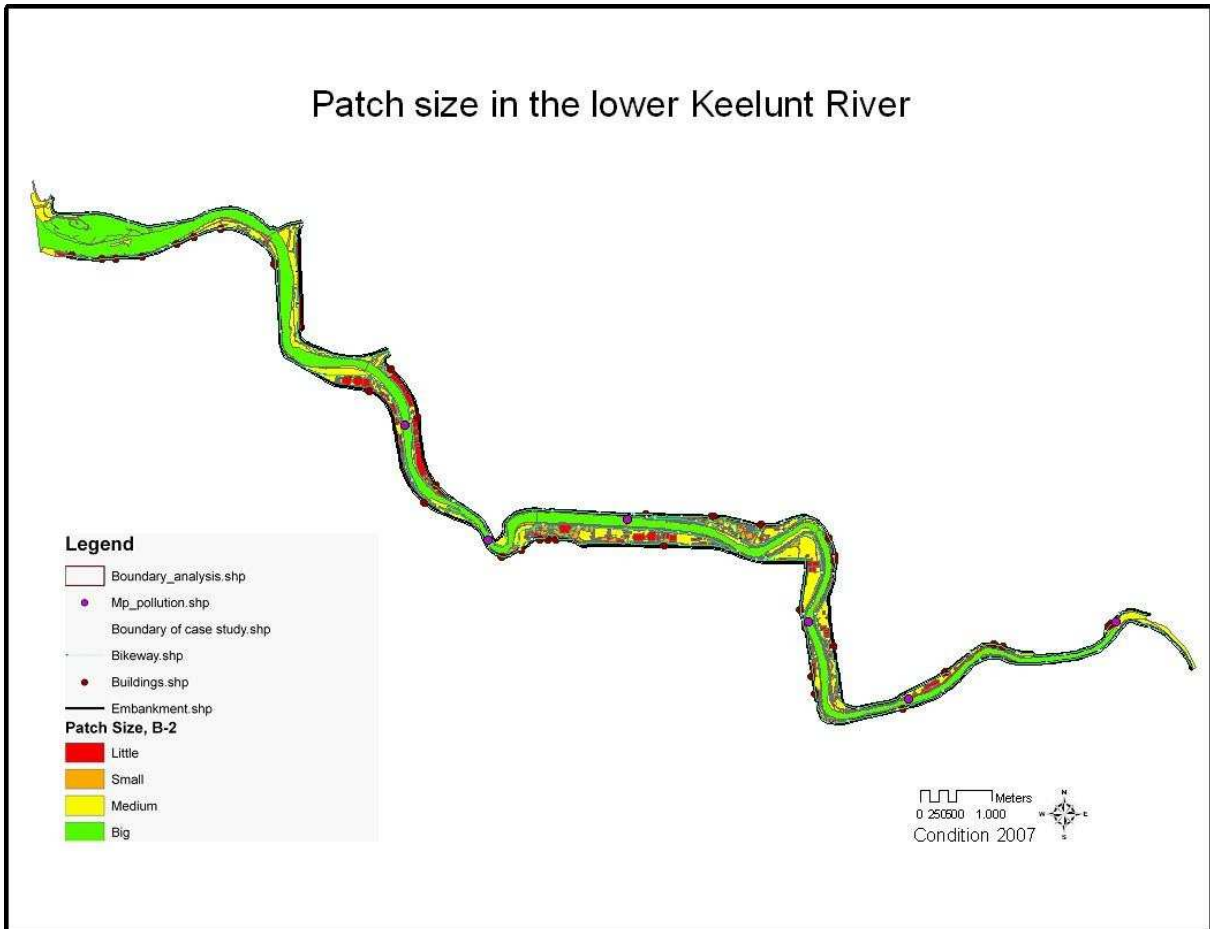 Patch size in the lower Keelunt River
Legend
Boundary_analysis.shp
Mp_pollution.shp
Boundary of case study.shp
Bikeway.shp
Buildings.shp
Embankment.shp
Patch Size, B-2
Little
Small
Medium
Big
Meters
0 250500 1.000
Condition 2007
N
W E
S